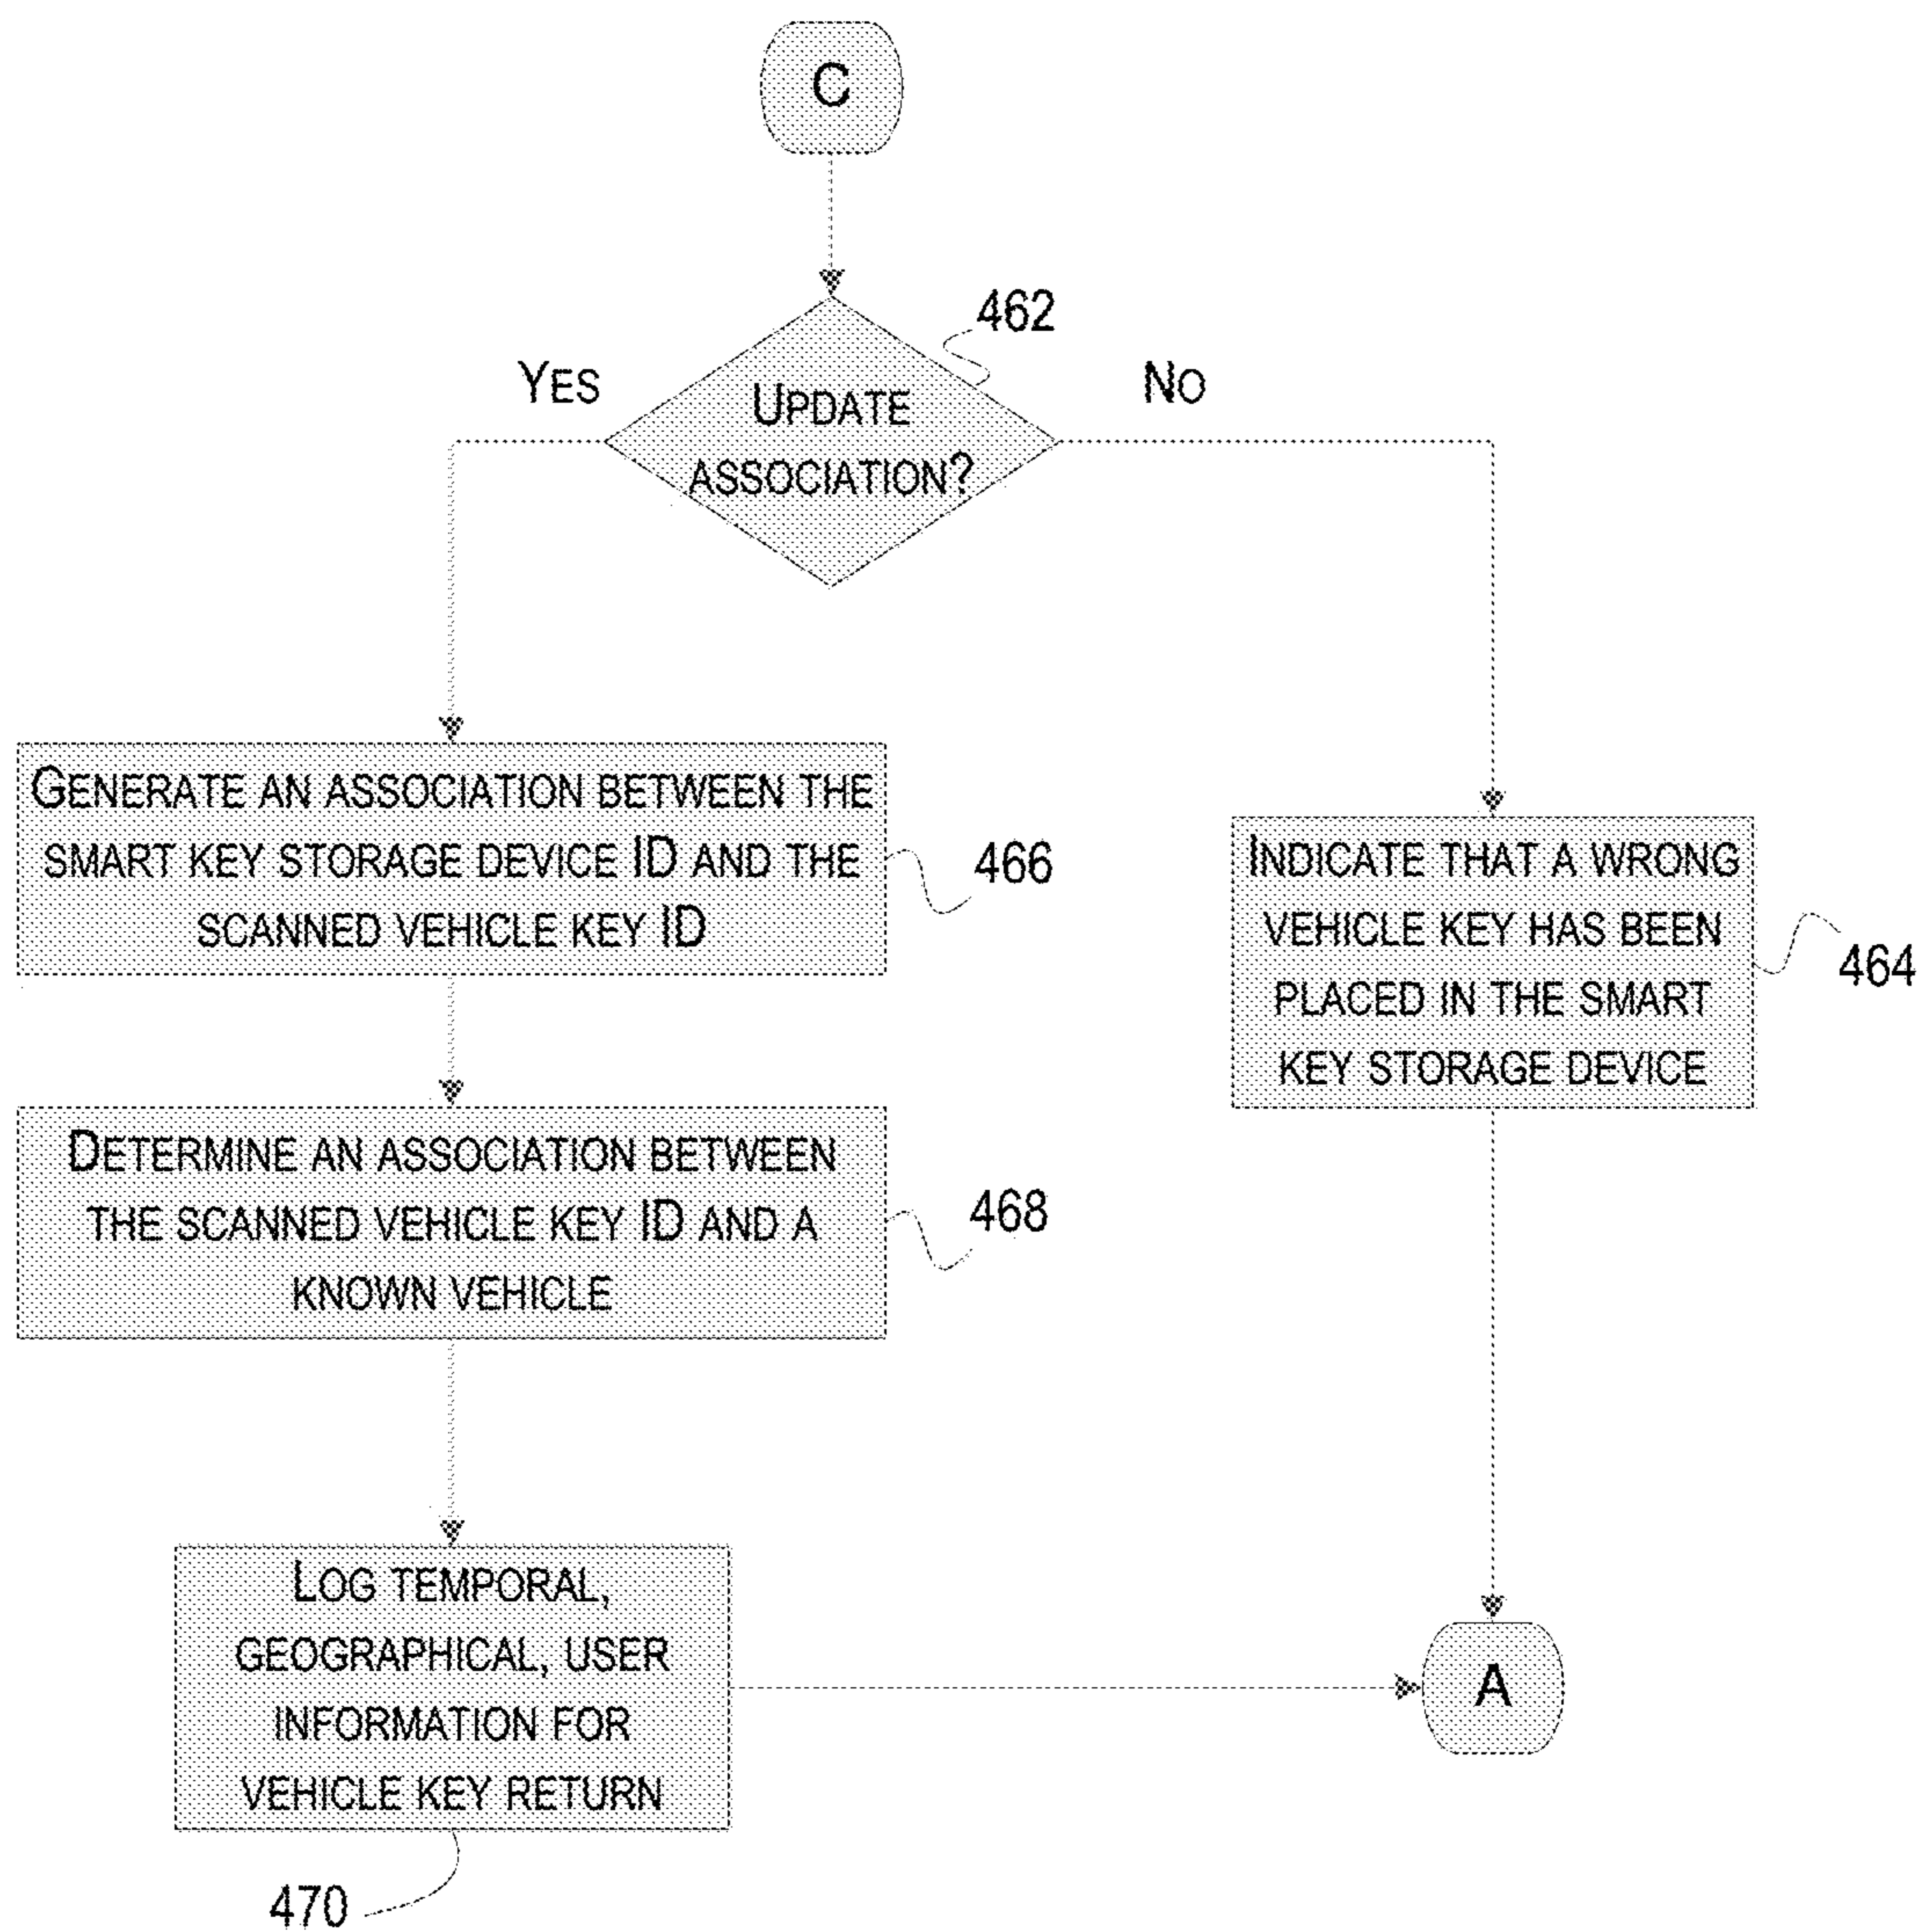 C
462
YES
NO
UPDATE
ASSOCIATION?
GENERATE AN ASSOCIATION BETWEEN THE
SMART KEY STORAGE DEVICE ID AND THE
SCANNED VEHICLE KEY ID
466
INDICATE THAT A WRONG
VEHICLE KEY HAS BEEN
PLACED IN THE SMART
KEY STORAGE DEVICE
464
DETERMINE AN ASSOCIATION BETWEEN
THE SCANNED VEHICLE KEY ID AND A
KNOWN VEHICLE
468
LOG TEMPORAL,
GEOGRAPHICAL, USER
INFORMATION FOR
VEHICLE KEY RETURN
A
470